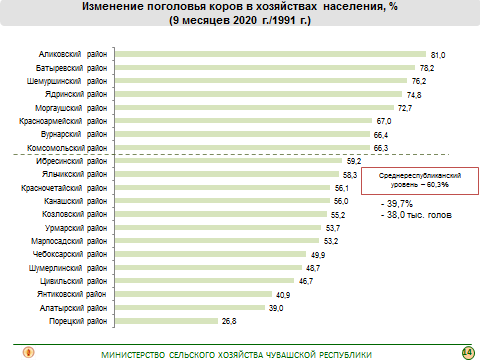 Изменение поголовья коров в хозяйствах населения, %
(9 месяцев 2020 г./1991 г.)
Аликовский район 81,0
Батыревский район 78,2
Шемуршинский район 76,2
Ядринский район 74,8
Моргаушский район 72,7
Красноармейский район 67,0
Вурнарский район 66,4
Комсомольский район 66,3
Ибресинский район 59,2
Яльчикский район 58,3
Красночетайский район 56,1
Канашский район 56,0
Козловский район 55,2
Урмарский район 53,7
Марпосадский район 53,2
Чебоксарский район 49,9
Шумерлинский район 48,7
Цивильский район 46,7
Янтиковский район 40,9
Алатырский район 39,0
Порецкий район 26,8
Среднереспубликанский
уровень – 60,3%
- 39,7%
- 38,0 тыс. голов
МИНИСТЕРСТВО СЕЛЬСКОГО ХОЗЯЙСТВА ЧУВАШСКОЙ РЕСПУБЛИКИ
14